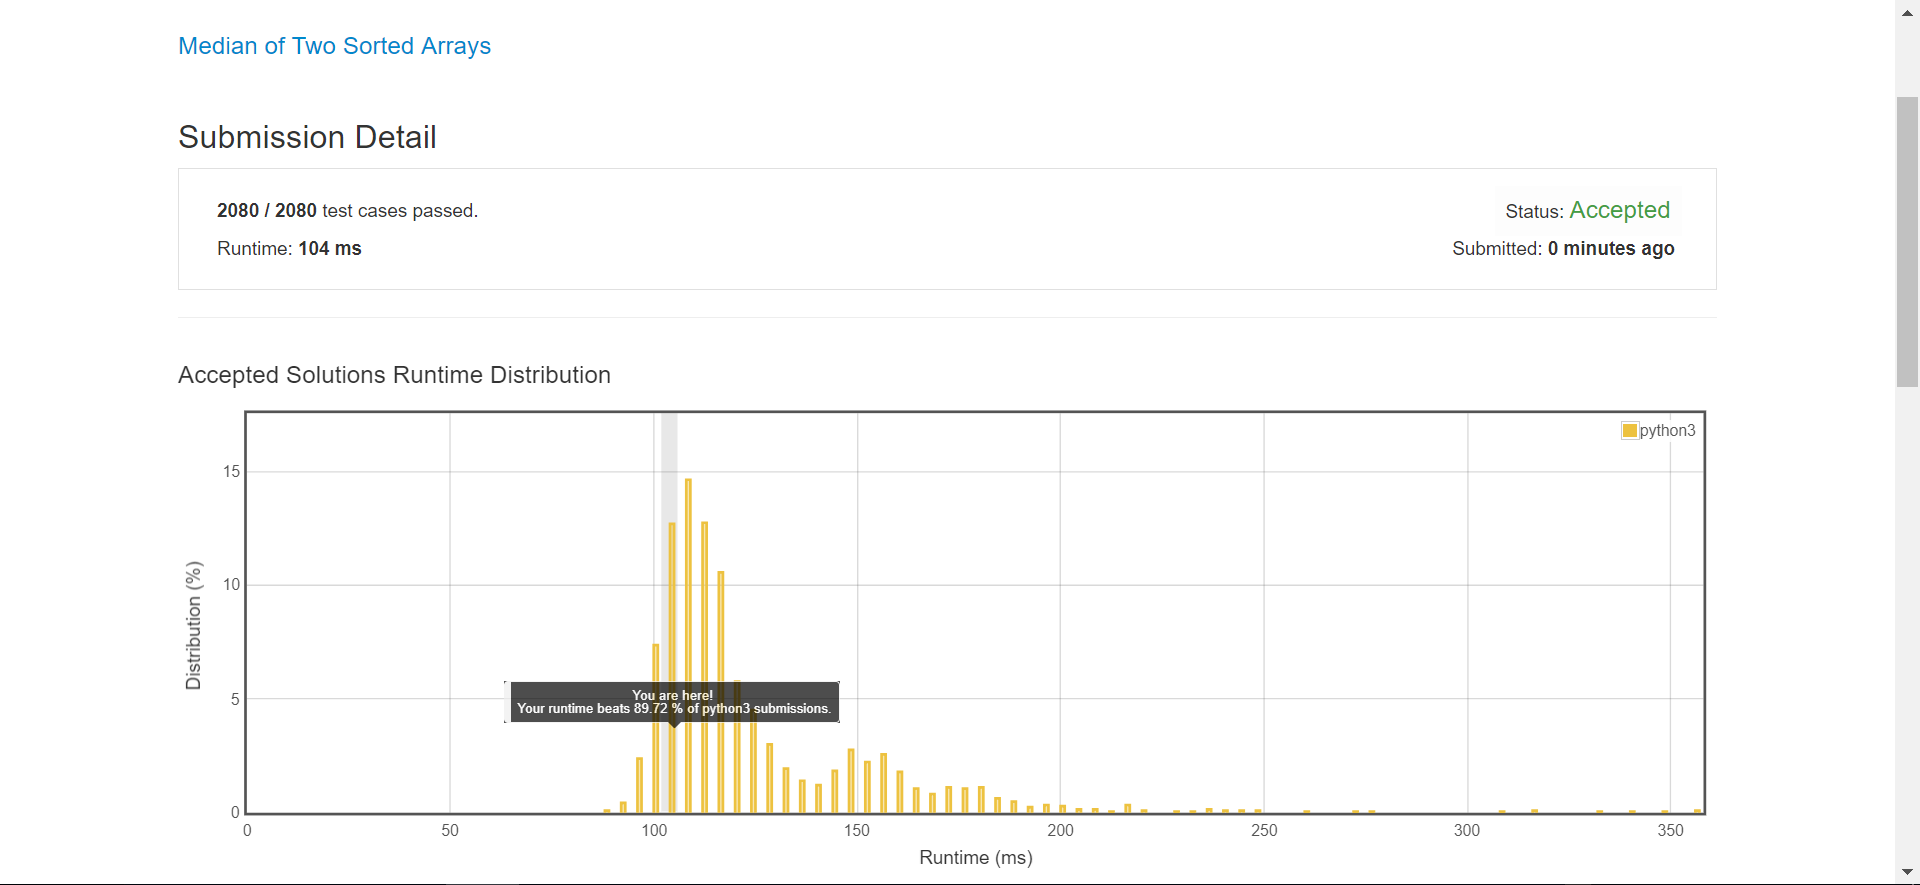 Median of Two Sorted Arrays
Submission Detail
2080 / 2080 test cases passed.
Status: Accepted
Runtime: 104 ms
Submitted: 0 minutes ago
Accepted Solutions Runtime Distribution
python3
15
10
5
0
Distribution (%)
You are here!
Your runtime beats 89.72 % of python3 submissions.
0 50 100 150 200 250 300 350
Runtime (ms)